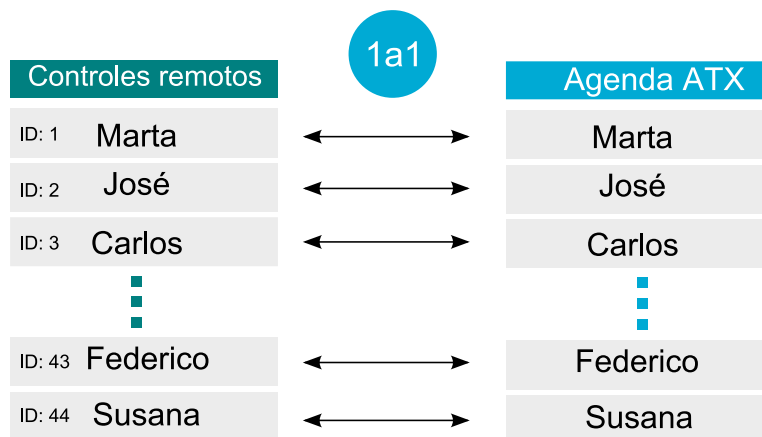 1a1
Controles remotos
Agenda ATX
ID: 1 Marta
Marta
ID: 2 José
José
ID: 3 Carlos
Carlos
ID: 43 Federico
Federico
ID: 44 Susana
Susana